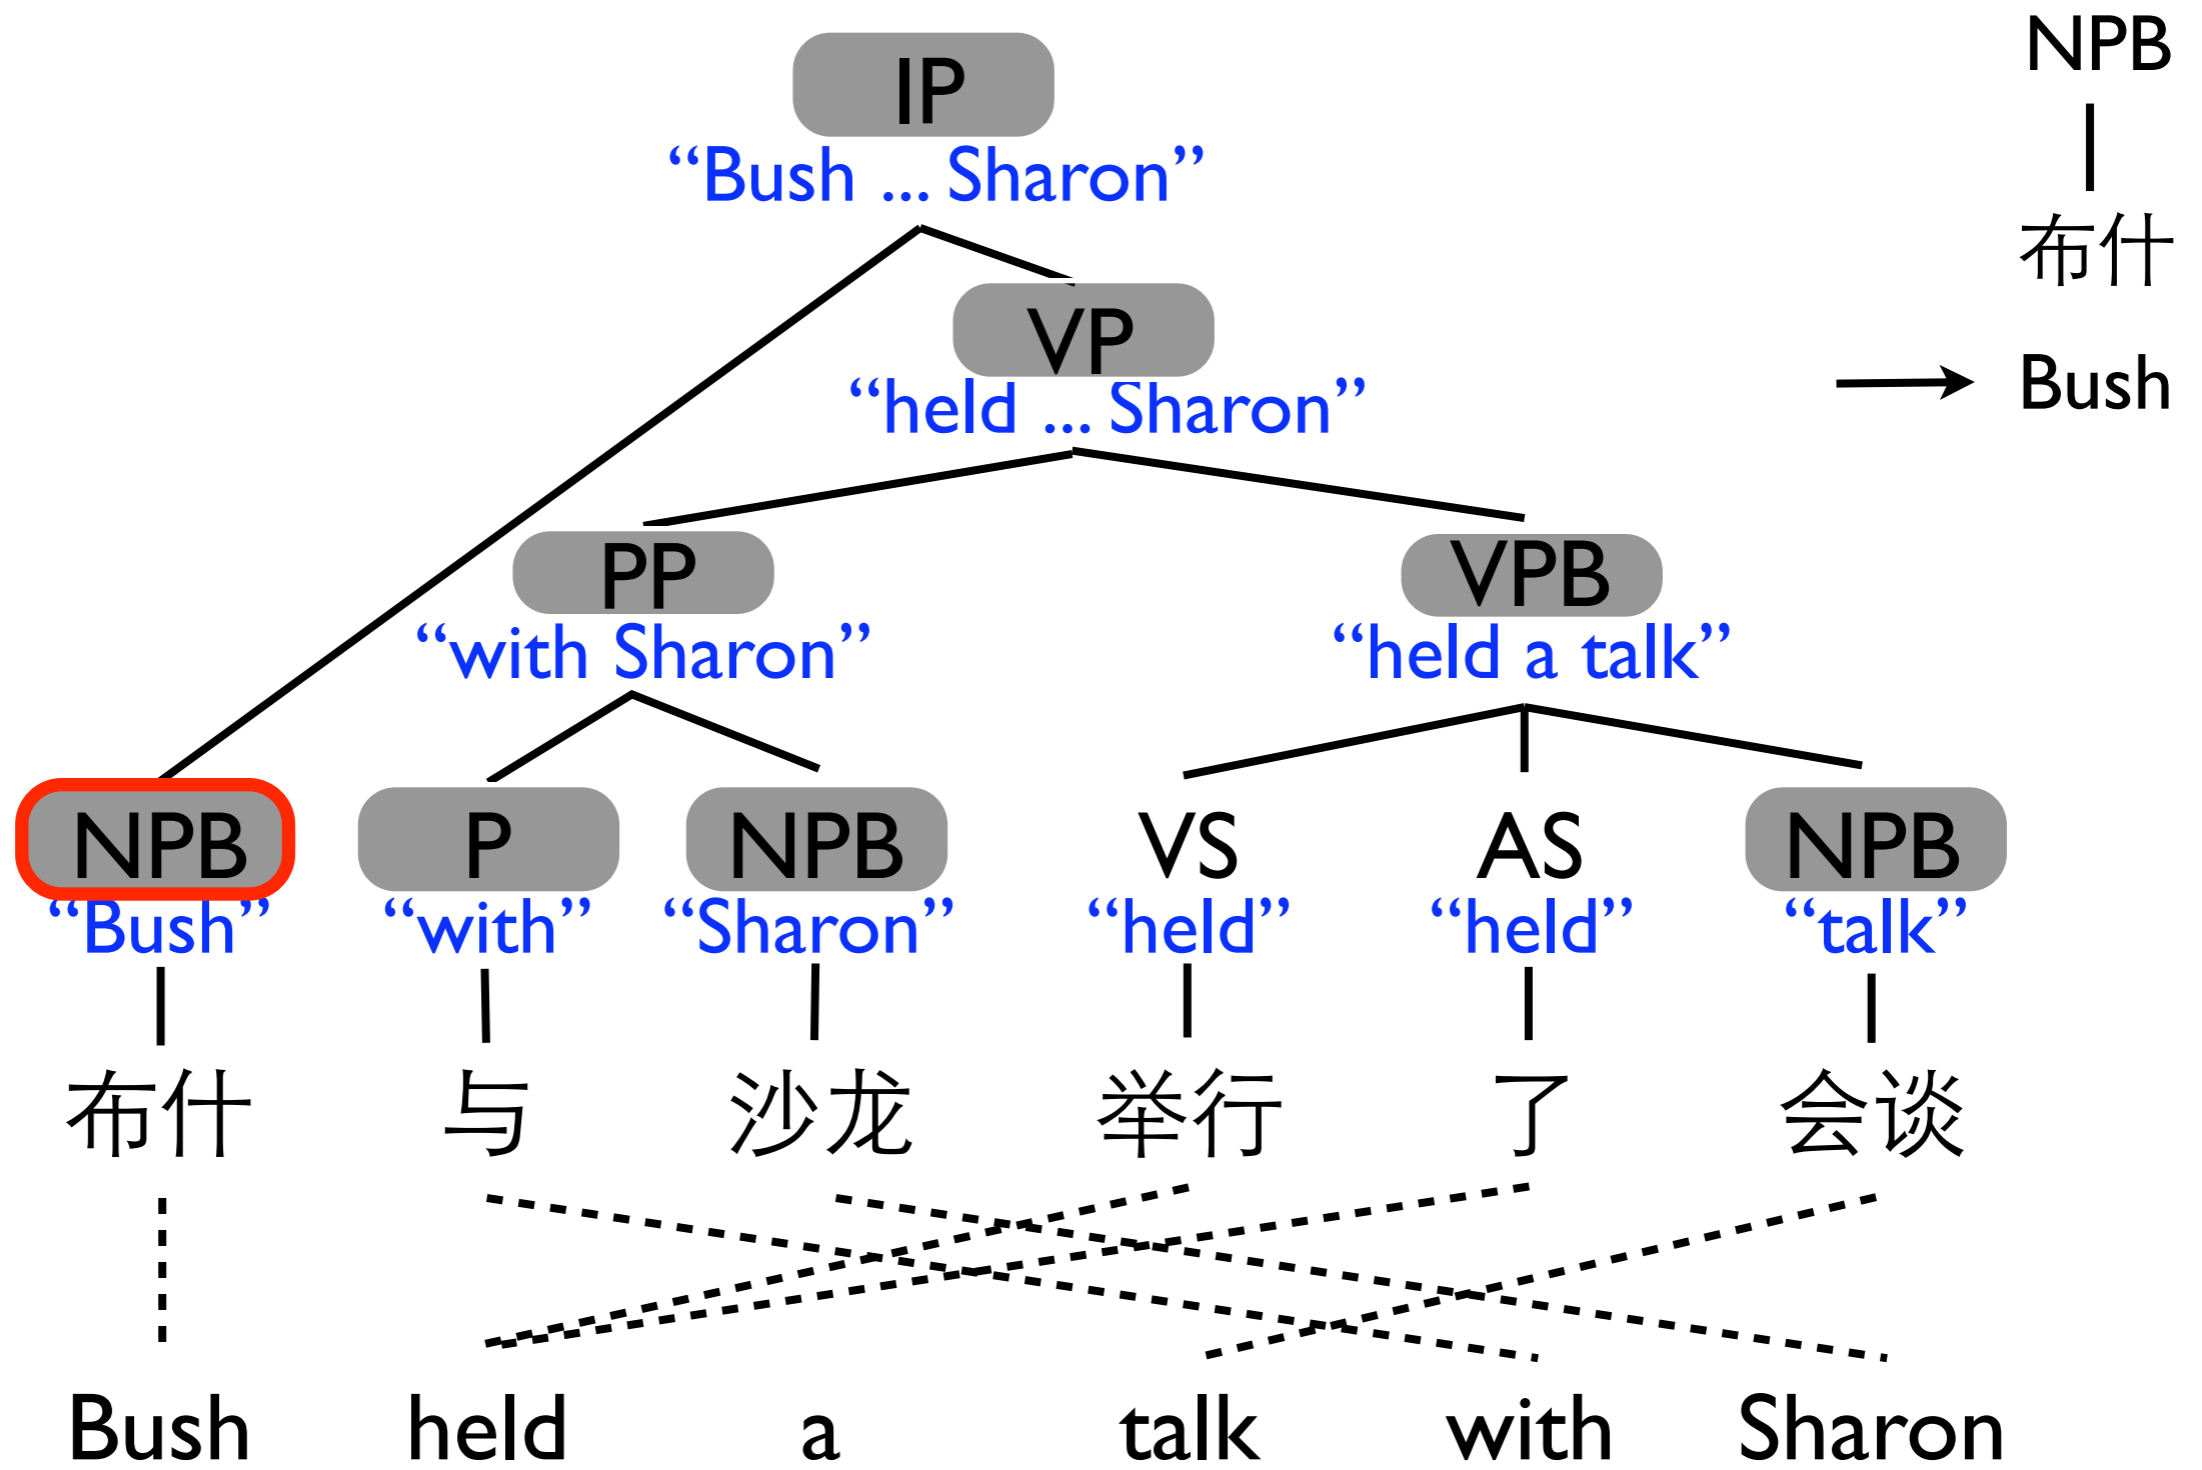 IP
“Bush ... Sharon”
VP
“held ... Sharon”
PP
“with Sharon”
VPB
“held a talk”
NPB P NPB VS AS NPB
“Bush” “with” “Sharon” “held” “held” “talk”
布什 与 沙龙 举行 了 会谈
Bush held a talk with Sharon
NPB
布什
Bush